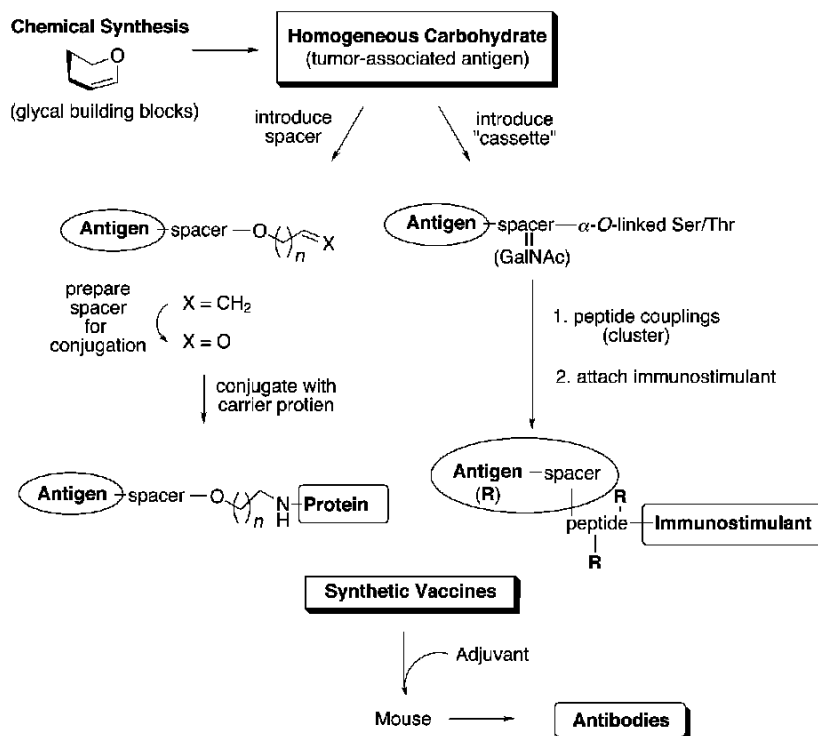 Chemical Synthesis
O
(glycal building blocks)
Homogeneous Carbohydrate
(tumor-associated antigen)
introduce
spacer
introduce
"cassette"
Antigen spacer O ( )n X
Antigen spacer α-O-linked Ser/Thr
(GalNAc)
prepare
spacer
for
conjugation
X = CH2
X = O
1. peptide couplings
(cluster)
2. attach immunostimulant
conjugate with
carrier protien
Antigen spacer O ( )n N H Protein
Antigen spacer
(R)
R
peptide Immunostimulant
R
Synthetic Vaccines
Adjuvant
Mouse
Antibodies